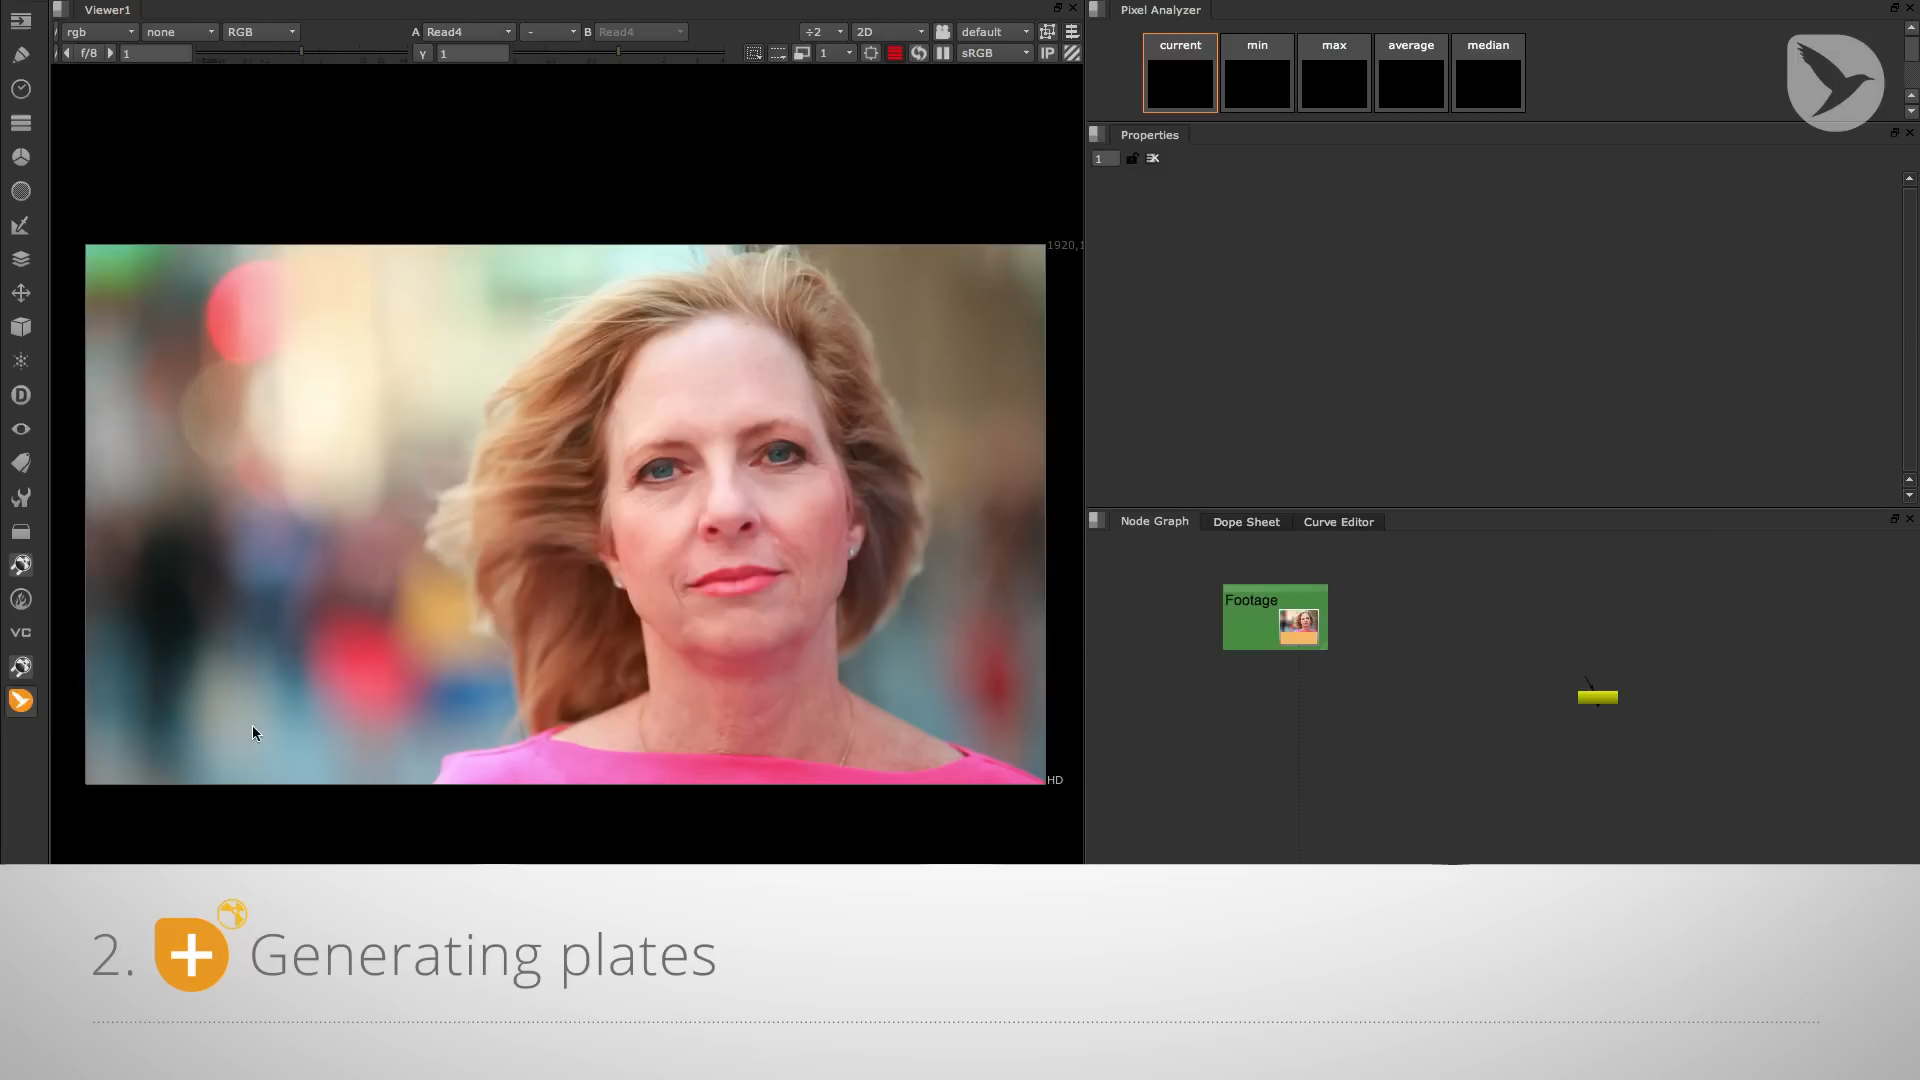 Viewer1
rgb none RGB A Read4 - B Read4 ÷2 2D default
f/8 1 γ 1 1 sRGB IP
1920,1
HD
D
VC
Pixel Analyzer
current min max average median
Properties
1
Node Graph Dope Sheet Curve Editor
Footage
2. Generating plates